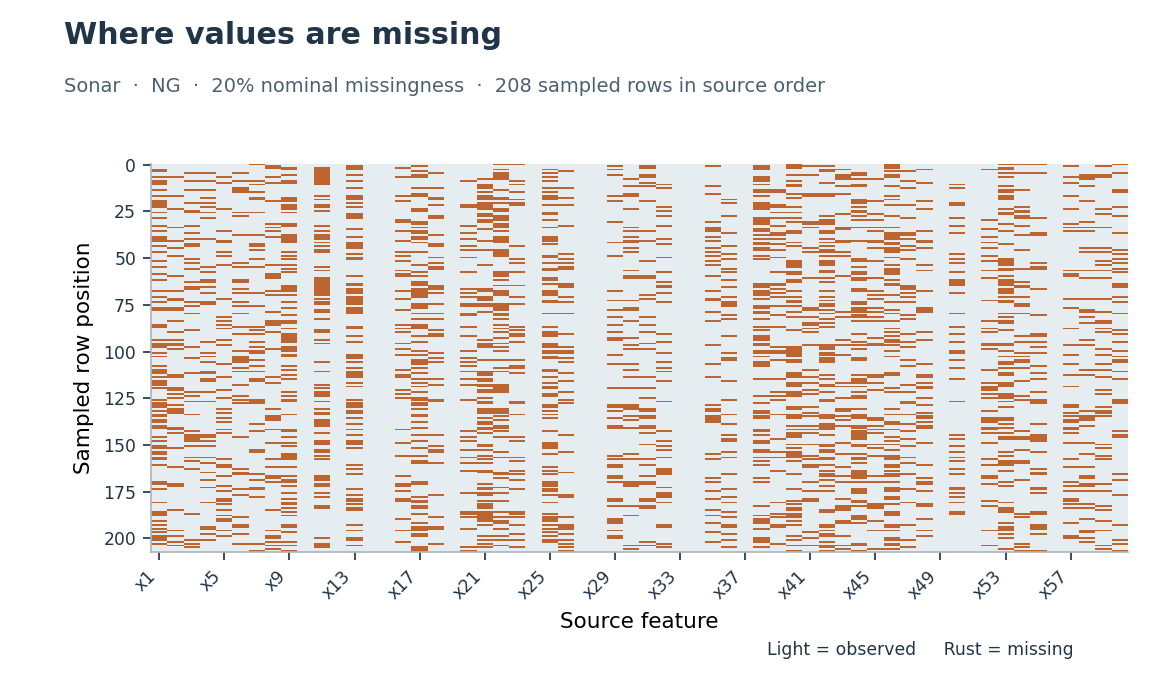 Where values are missing
Sonar · NG · 20% nominal missingness · 208 sampled rows in source order
0
25
50
75
100
125
150
175
200
Sampled row position
x1 x5 x9 x13 x17 x21 x25 x29 x33 x37 x41 x45 x49 x53 x57
Source feature
Light = observed Rust = missing